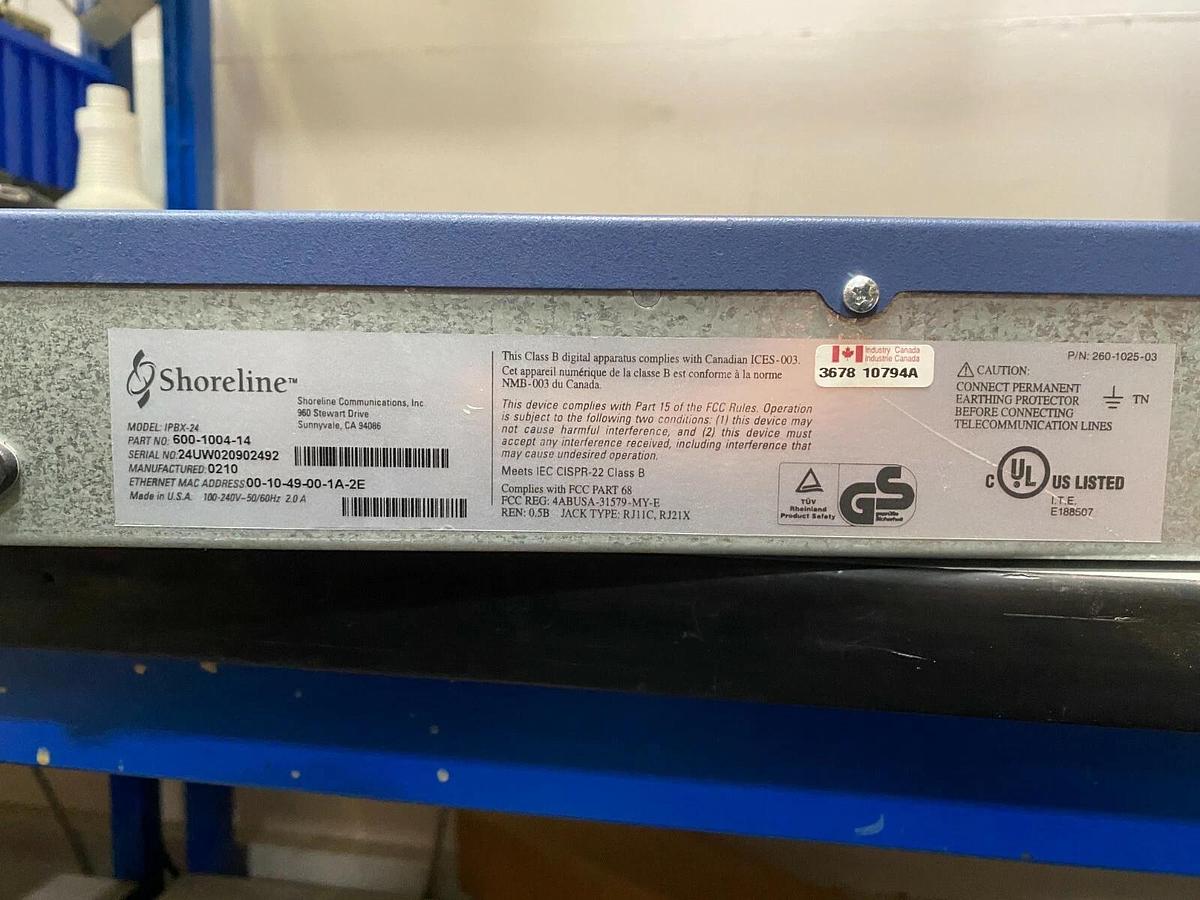 Shoreline™
Shoreline Communications, Inc.
960 Stewart Drive
Sunnyvale, CA 94086
MODEL: IPBX-24
PART NO: 600-1004-14
SERIAL NO: 24UW020902492
MANUFACTURED: 0210
ETHERNET MAC ADDRESS 00-10-49-00-1A-2E
Made in U.S.A. 100-240V~50/60Hz 2.0 A
This Class B digital apparatus complies with Canadian ICES-003.
Cet appareil numérique de la classe B est conforme à la norme
NMB-003 du Canada.
This device complies with Part 15 of the FCC Rules. Operation
is subject to the following two conditions: (1) this device may
not cause harmful interference, and (2) this device must
accept any interference received, including interference that
may cause undesired operation.
Meets IEC CISPR-22 Class B
Complies with FCC PART 68
FCC REG: 4ABUSA-31579-MY-E
REN: 0.5B JACK TYPE: RJ11C, RJ21X
Industry Canada
Industrie Canada
3678 10794A
TÜV
Rheinland
Product Safety
GS
geprüfte
Sicherheit
P/N: 260-1025-03
CAUTION:
CONNECT PERMANENT
EARTHING PROTECTOR
BEFORE CONNECTING
TELECOMMUNICATION LINES
TN
C UL US LISTED
I.T.E.
E188507